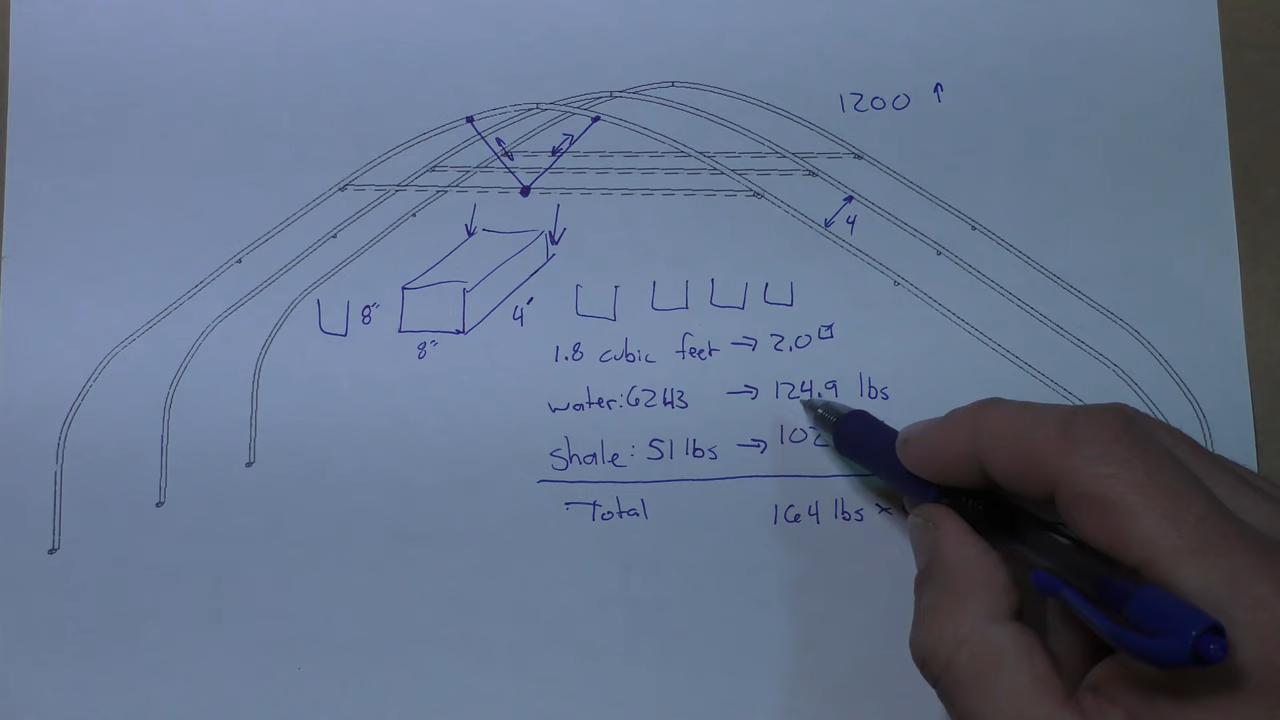 1200 ↑
4
8"
8"
4'
1.8 cubic feet → 2.0
water: 62.43 → 124.9 lbs
Shale: 51 lbs → 102
Total 164 lbs ×